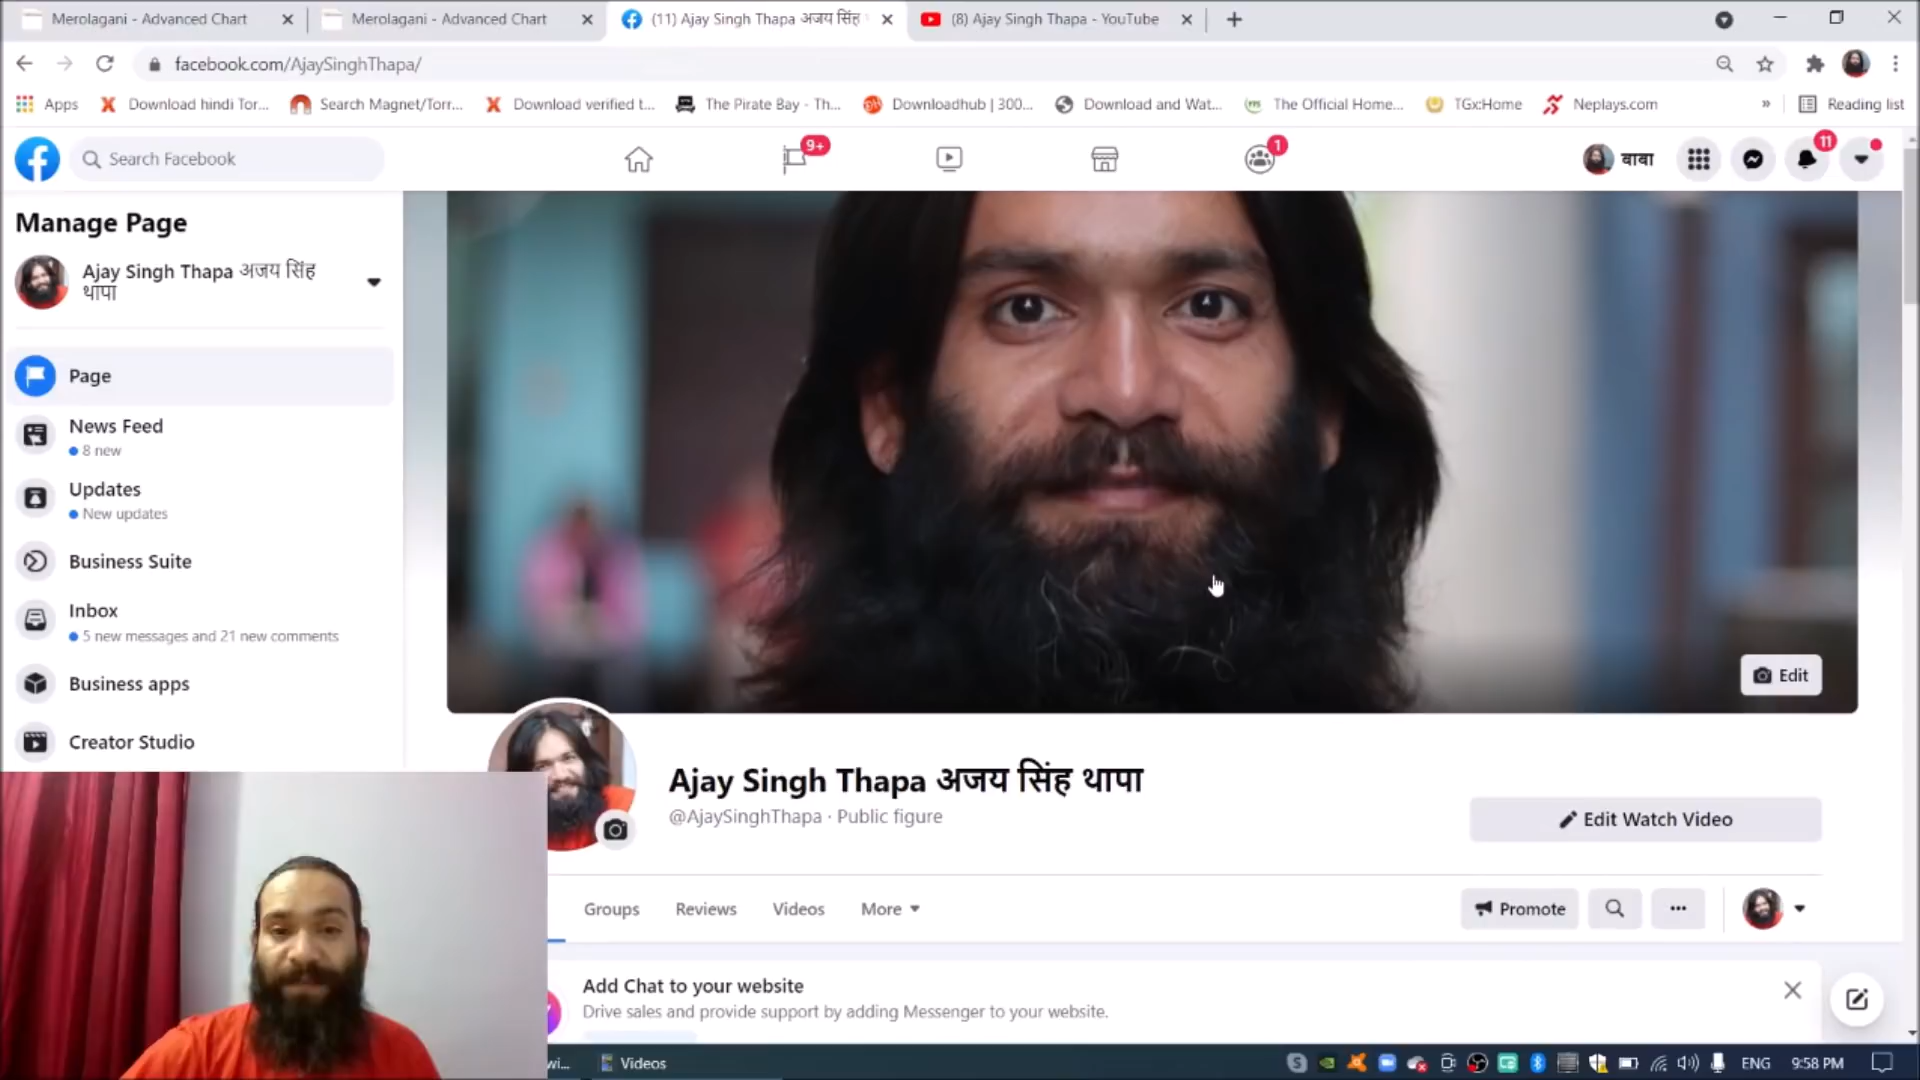 Merolagani - Advanced Chart
Merolagani - Advanced Chart
(11) Ajay Singh Thapa अजय सिंह
(8) Ajay Singh Thapa - YouTube
facebook.com/AjaySinghThapa/
Apps
Download hindi Tor...
Search Magnet/Torr...
Download verified t...
The Pirate Bay - Th...
Downloadhub | 300...
Download and Wat...
The Official Home...
TGx:Home
Neplays.com
»
Reading list
Search Facebook
9+
1
बाबा
11
Manage Page
Ajay Singh Thapa अजय सिंह
थापा
Page
News Feed
8 new
Updates
New updates
Business Suite
Inbox
5 new messages and 21 new comments
Business apps
Creator Studio
Edit
Ajay Singh Thapa अजय सिंह थापा
@AjaySinghThapa · Public figure
Edit Watch Video
Groups
Reviews
Videos
More
Promote
Add Chat to your website
Drive sales and provide support by adding Messenger to your website.
wi...
Videos
ENG
9:58 PM